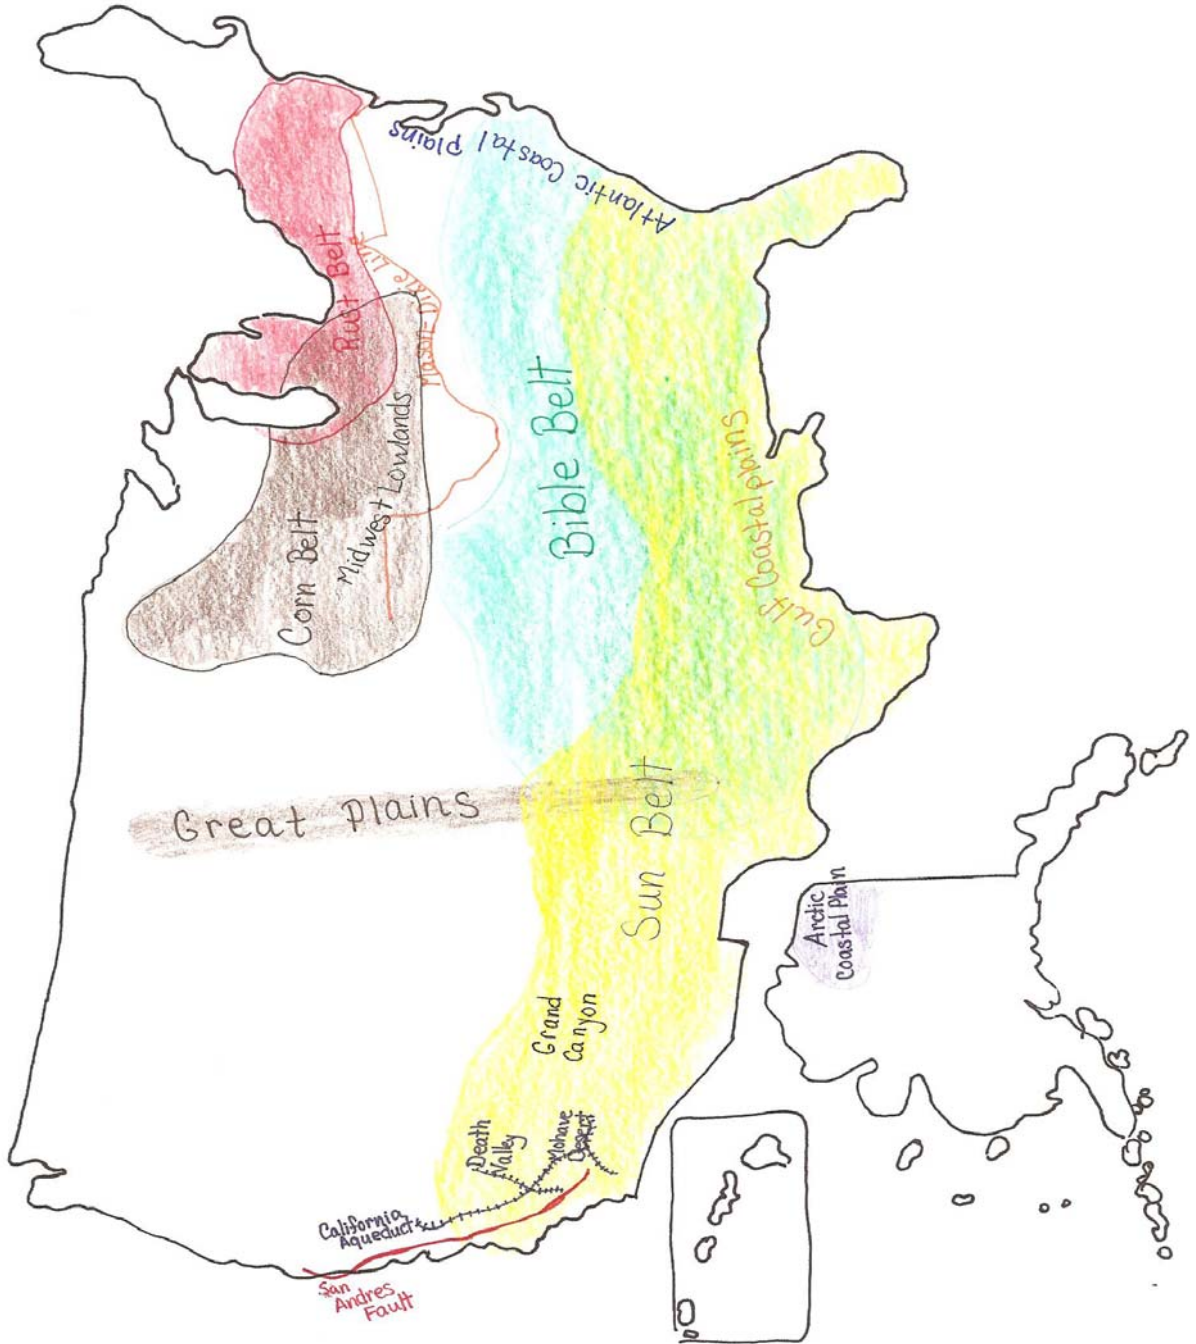 Atlantic Coastal Plains
Rust Belt
Mason-Dixie Line
Bible Belt
Midwest Lowlands
Corn Belt
Gulf Coastal plains
Great Plains
Sun Belt
Arctic
Coastal Plain
Grand
Canyon
Death
Valley
Mohave
Desert
California
Aqueduct
San
Andres
Fault